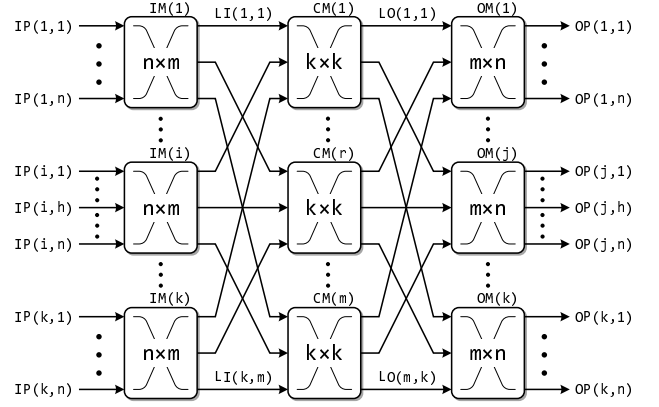 IM(1) LI(1,1) CM(1) LO(1,1) OM(1)
IP(1,1) OP(1,1)
n×m k×k m×n
IP(1,n) OP(1,n)
IM(i) CM(r) OM(j)
IP(i,1) OP(j,1)
IP(i,h) n×m k×k m×n OP(j,h)
IP(i,n) OP(j,n)
IM(k) CM(m) OM(k)
IP(k,1) OP(k,1)
n×m k×k m×n
LI(k,m) LO(m,k)
IP(k,n) OP(k,n)